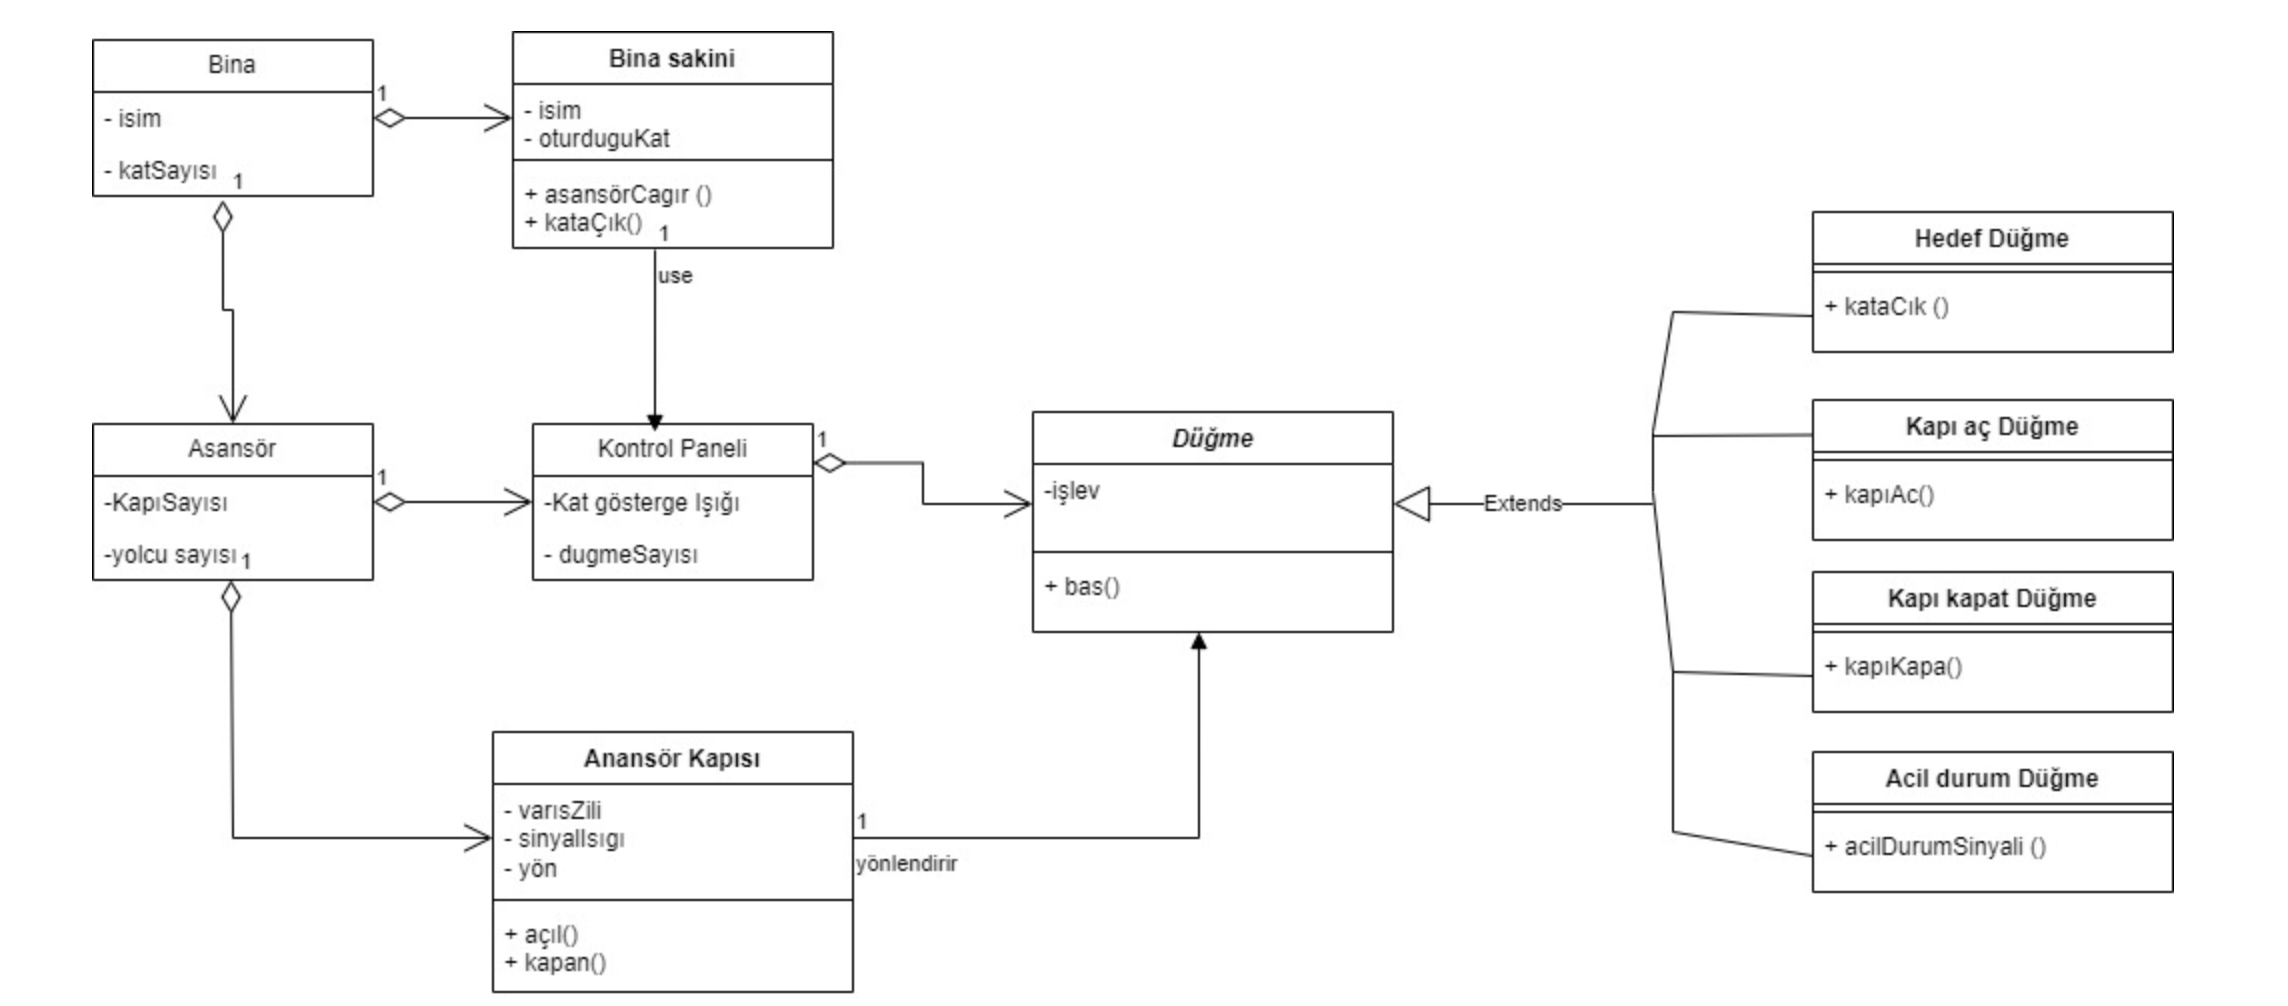 Bina
- isim
- katSayısı
1
1
Bina sakini
- isim
- oturduguKat
+ asansörCagır ()
+ kataÇık()
1
use
Asansör
-KapıSayısı
-yolcu sayısı
1
1
Kontrol Paneli
-Kat gösterge Işığı
- dugmeSayısı
1
Düğme
-işlev
+ bas()
Extends
Hedef Düğme
+ kataCık ()
Kapı aç Düğme
+ kapıAc()
Kapı kapat Düğme
+ kapıKapa()
Acil durum Düğme
+ acilDurumSinyali ()
Anansör Kapısı
- varısZili
- sinyalIsıgı
- yön
+ açıl()
+ kapan()
1
yönlendirir